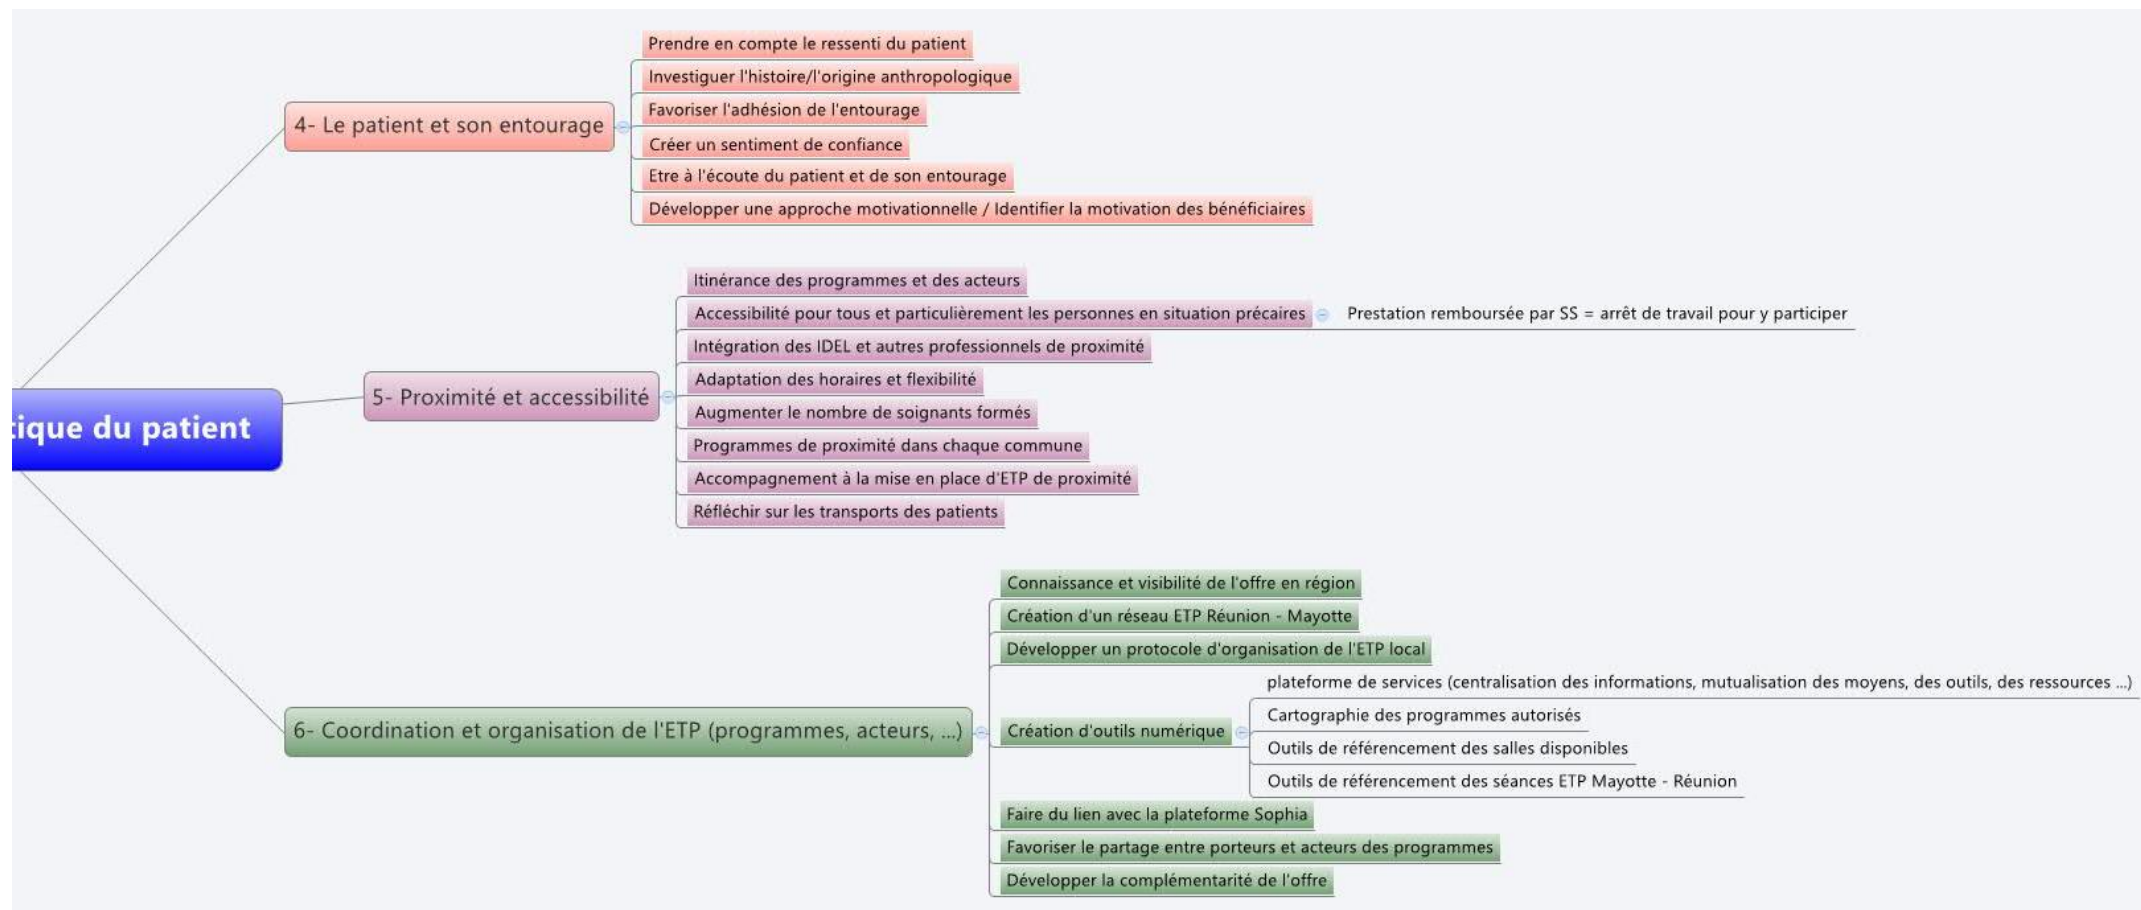 Prendre en compte le ressenti du patient
Investiguer l'histoire/l'origine anthropologique
Favoriser l'adhésion de l'entourage
4- Le patient et son entourage
Créer un sentiment de confiance
Etre à l'écoute du patient et de son entourage
Développer une approche motivationnelle / Identifier la motivation des bénéficiaires
Itinérance des programmes et des acteurs
Accessibilité pour tous et particulièrement les personnes en situation précaires
Prestation remboursée par SS = arrêt de travail pour y participer
Intégration des IDEL et autres professionnels de proximité
Adaptation des horaires et flexibilité
5- Proximité et accessibilité
Augmenter le nombre de soignants formés
Programmes de proximité dans chaque commune
Accompagnement à la mise en place d'ETP de proximité
Réfléchir sur les transports des patients
tique du patient
Connaissance et visibilité de l'offre en région
Création d'un réseau ETP Réunion - Mayotte
Développer un protocole d'organisation de l'ETP local
6- Coordination et organisation de l'ETP (programmes, acteurs, ...)
Création d'outils numérique
plateforme de services (centralisation des informations, mutualisation des moyens, des outils, des ressources ...)
Cartographie des programmes autorisés
Outils de référencement des salles disponibles
Outils de référencement des séances ETP Mayotte - Réunion
Faire du lien avec la plateforme Sophia
Favoriser le partage entre porteurs et acteurs des programmes
Développer la complémentarité de l'offre